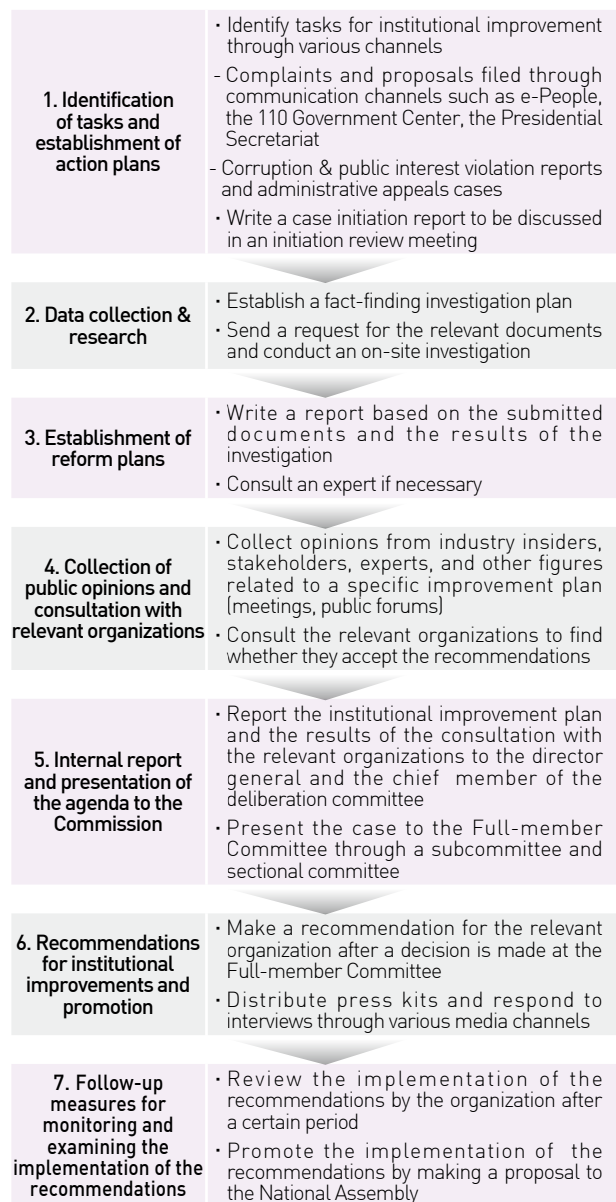 1. Identification
of tasks and
establishment of
action plans
· Identify tasks for institutional improvement
through various channels
- Complaints and proposals filed through
communication channels such as e-People,
the 110 Government Center, the Presidential
Secretariat
- Corruption & public interest violation reports
and administrative appeals cases
· Write a case initiation report to be discussed
in an initiation review meeting
2. Data collection &
research
· Establish a fact-finding investigation plan
· Send a request for the relevant documents
and conduct an on-site investigation
3. Establishment of
reform plans
· Write a report based on the submitted
documents and the results of the
investigation
· Consult an expert if necessary
4. Collection of
public opinions and
consultation with
relevant organizations
· Collect opinions from industry insiders,
stakeholders, experts, and other figures
related to a specific improvement plan
(meetings, public forums)
· Consult the relevant organizations to find
whether they accept the recommendations
5. Internal report
and presentation of
the agenda to the
Commission
· Report the institutional improvement plan
and the results of the consultation with
the relevant organizations to the director
general and the chief member of the
deliberation committee
· Present the case to the Full-member
Committee through a subcommittee and
sectional committee
6. Recommendations
for institutional
improvements and
promotion
· Make a recommendation for the relevant
organization after a decision is made at the
Full-member Committee
· Distribute press kits and respond to
interviews through various media channels
7. Follow-up
measures for
monitoring and
examining the
implementation of the
recommendations
· Review the implementation of the
recommendations by the organization after
a certain period
· Promote the implementation of the
recommendations by making a proposal to
the National Assembly